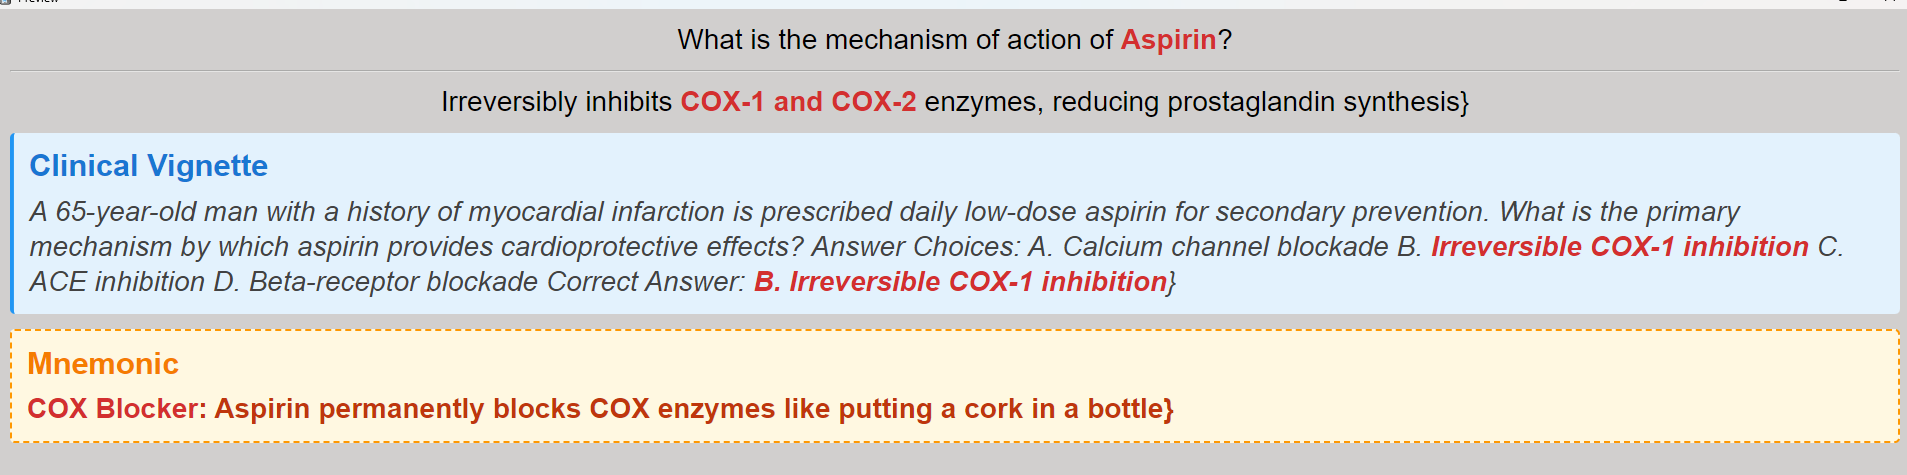 Preview
What is the mechanism of action of Aspirin?
Irreversibly inhibits COX-1 and COX-2 enzymes, reducing prostaglandin synthesis}
Clinical Vignette
A 65-year-old man with a history of myocardial infarction is prescribed daily low-dose aspirin for secondary prevention. What is the primary
mechanism by which aspirin provides cardioprotective effects? Answer Choices: A. Calcium channel blockade B. Irreversible COX-1 inhibition C.
ACE inhibition D. Beta-receptor blockade Correct Answer: B. Irreversible COX-1 inhibition}
Mnemonic
COX Blocker: Aspirin permanently blocks COX enzymes like putting a cork in a bottle}